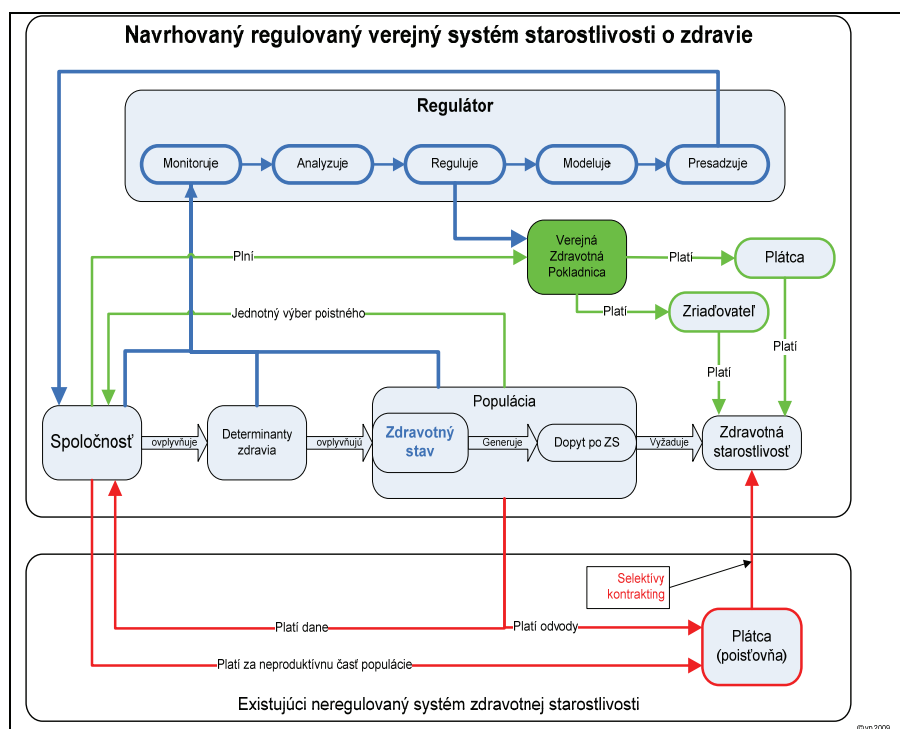 Navrhovaný regulovaný verejný systém starostlivosti o zdravie
Regulátor
Monitoruje
Analyzuje
Reguluje
Modeluje
Presadzuje
Verejná
Zdravotná
Pokladnica
Plní
Platí
Plátca
Platí
Zriaďovateľ
Jednotný výber poistného
Platí
Platí
Populácia
Spoločnosť
ovplyvňuje
Determinanty
zdravia
ovplyvňujú
Zdravotný
stav
Generuje
Dopyt po ZS
Vyžaduje
Zdravotná
starostlivosť
Selektívy
kontrakting
Platí dane
Platí odvody
Plátca
(poisťovňa)
Platí za neproduktívnu časť populácie
Existujúci neregulovaný systém zdravotnej starostlivosti
©vp2009